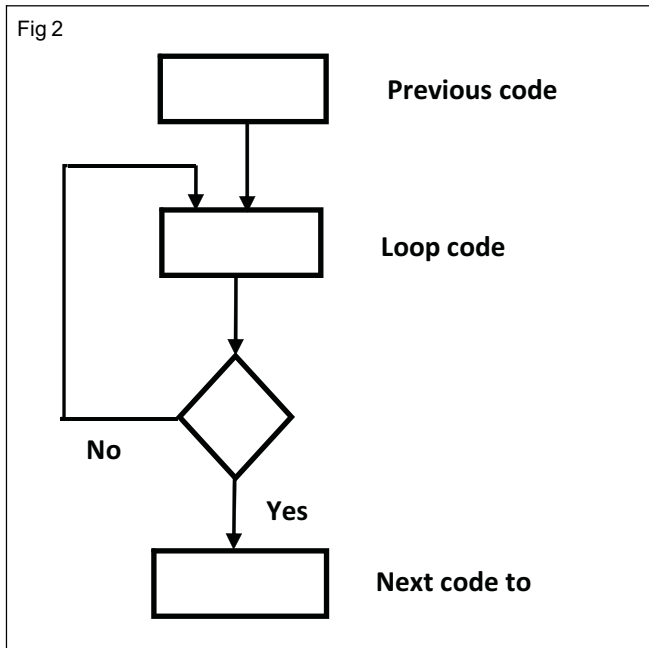 Fig 2
Previous code
Loop code
No
Yes
Next code to